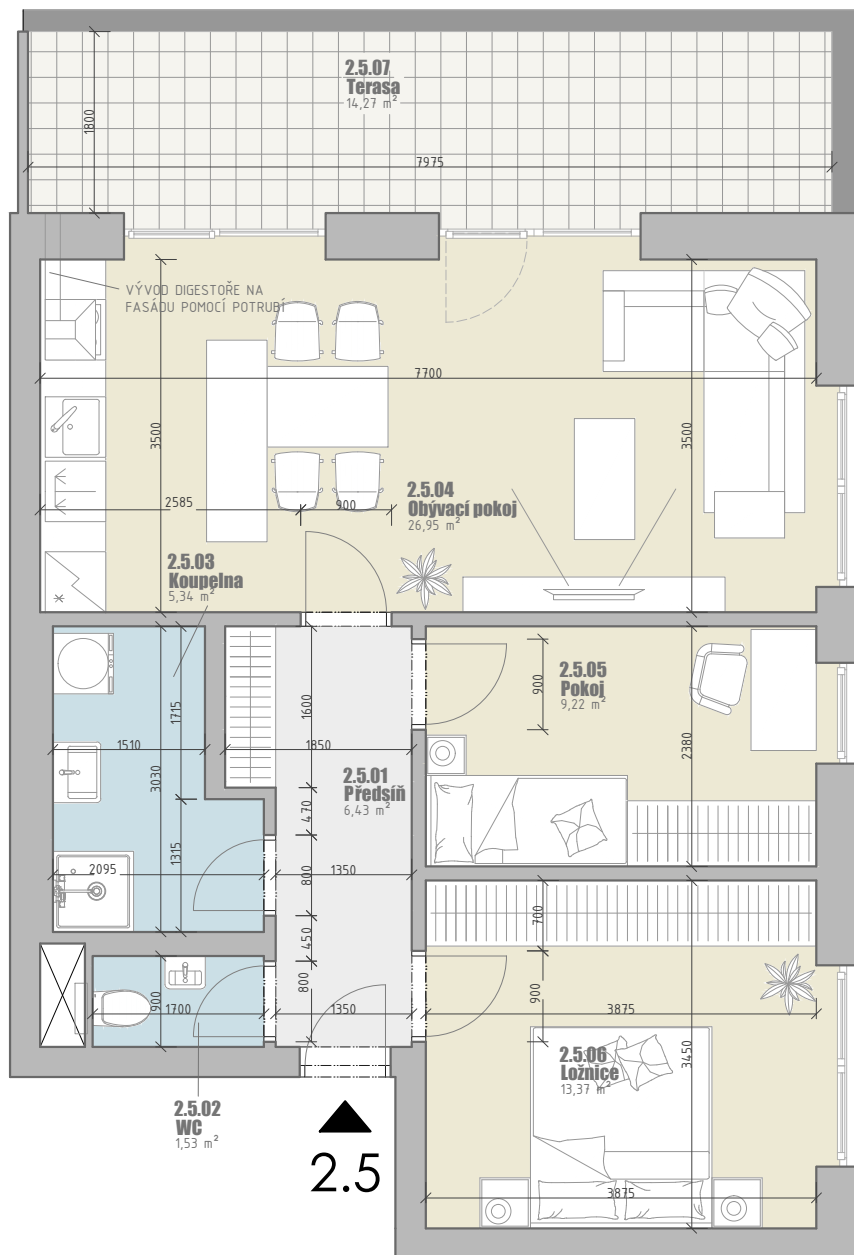 2.5.07
Terasa
14,27 m²
1800
7975
VÝVOD DIGESTOŘE NA
FASÁDU POMOCÍ POTRUBÍ
7700
3500
3500
2585
900
2.5.04
Obývací pokoj
26,95 m²
2.5.03
Koupelna
5,34 m²
1715
1510
3030
1315
2095
1600
1850
2.5.01
Předsíň
6,43 m²
470
800
1350
450
800
1350
900
2.5.05
Pokoj
9,22 m²
2380
700
900
3875
3450
2.5.06
Ložnice
13,37 m²
3875
900
1700
2.5.02
WC
1,53 m²
2.5